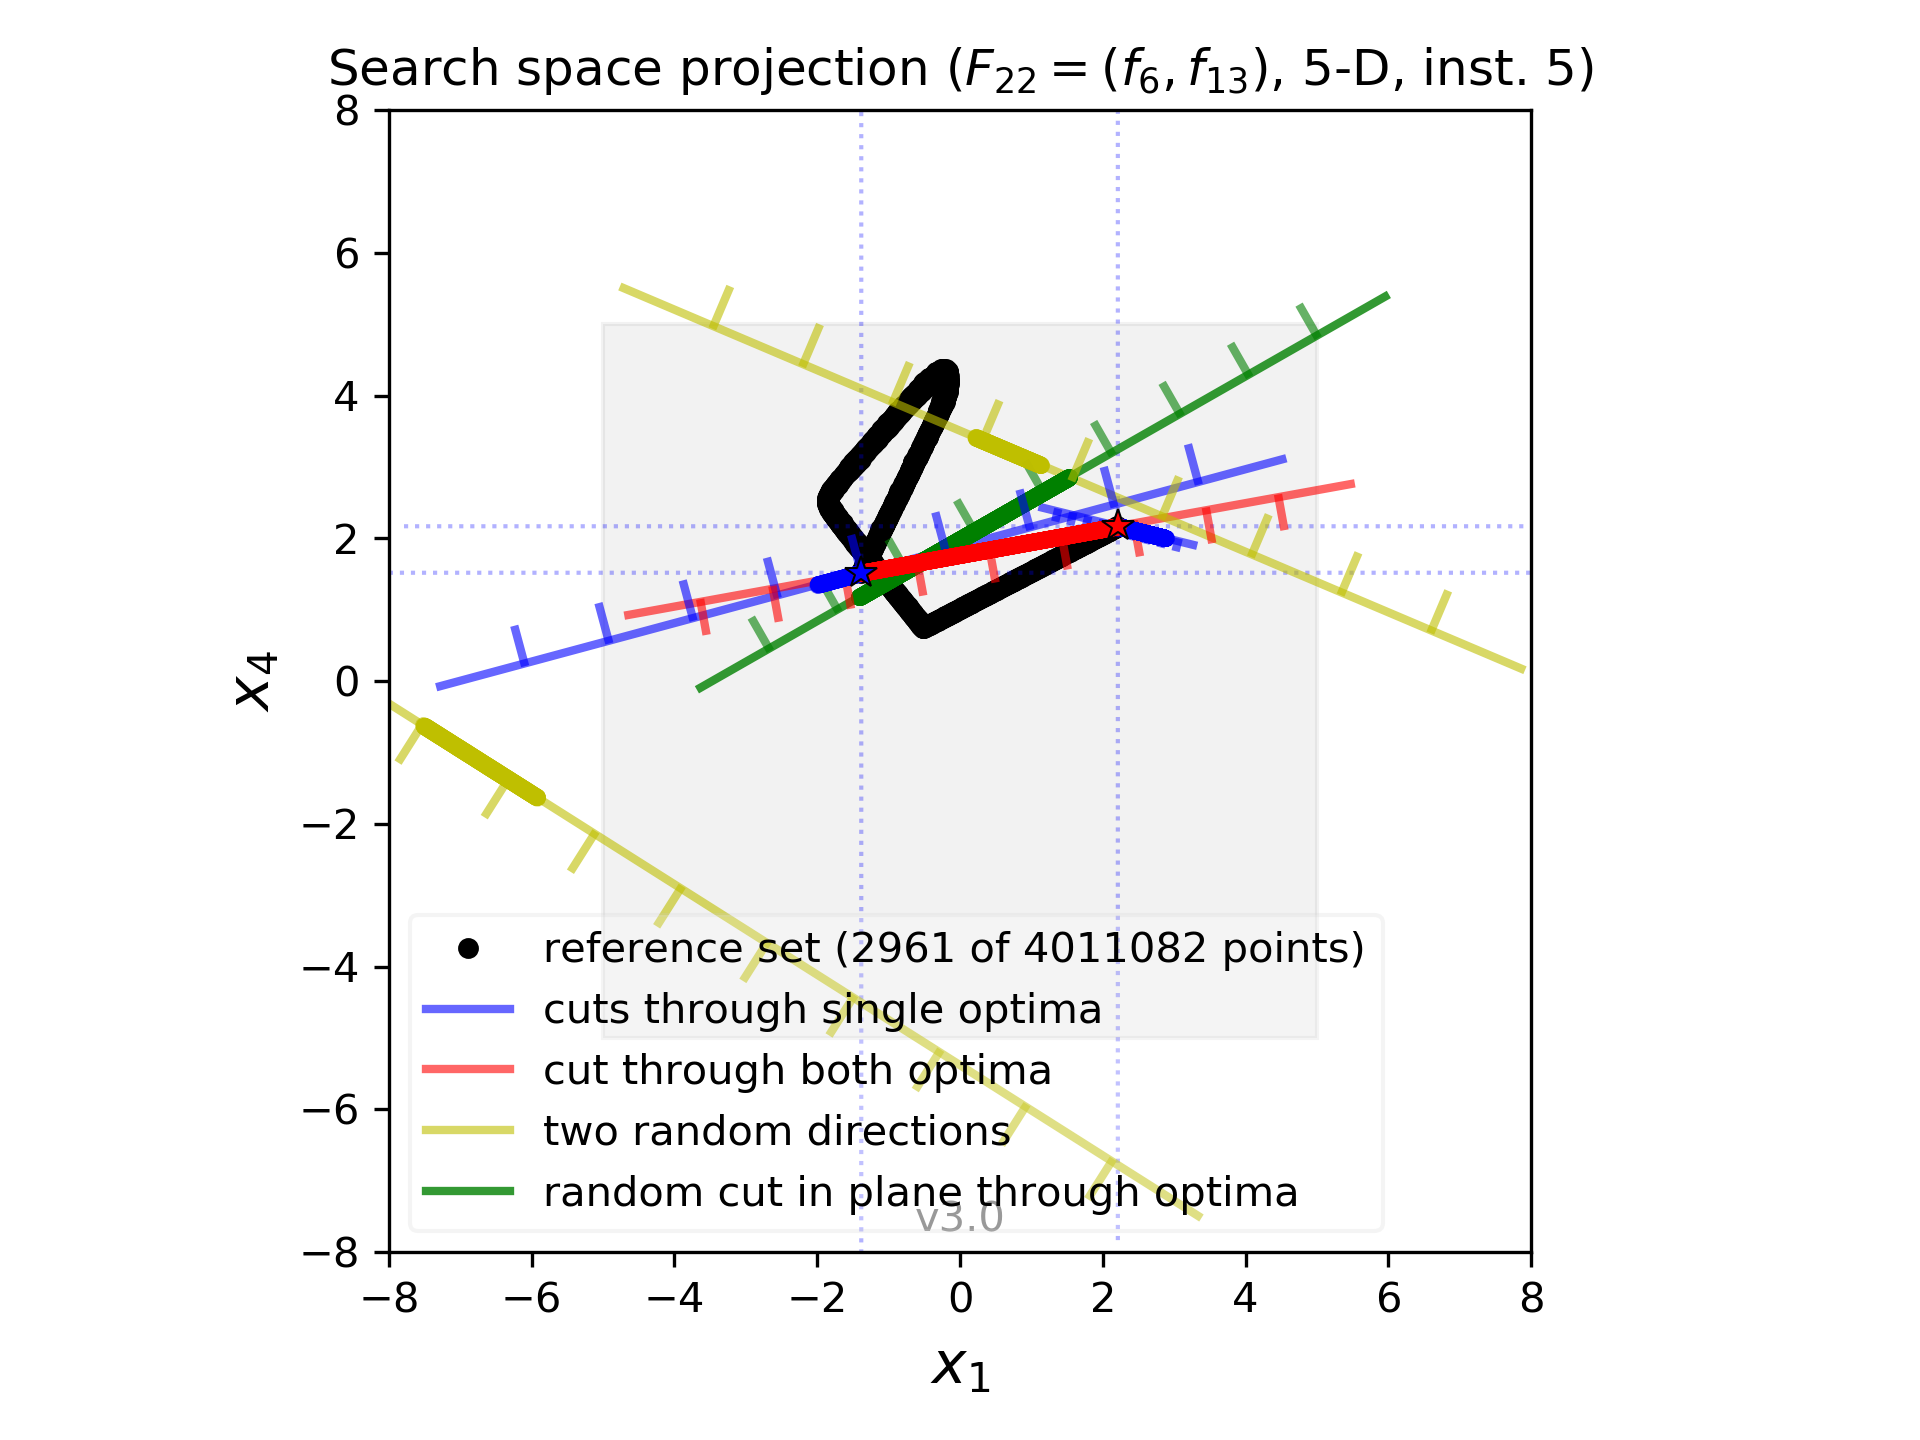 Search space projection (F22 = (f6, f13), 5-D, inst. 5)
8
6
4
2
0
−2
−4
−6
−8
x4
reference set (2961 of 4011082 points)
cuts through single optima
cut through both optima
two random directions
random cut in plane through optima
v3.0
−8 −6 −4 −2 0 2 4 6 8
x1